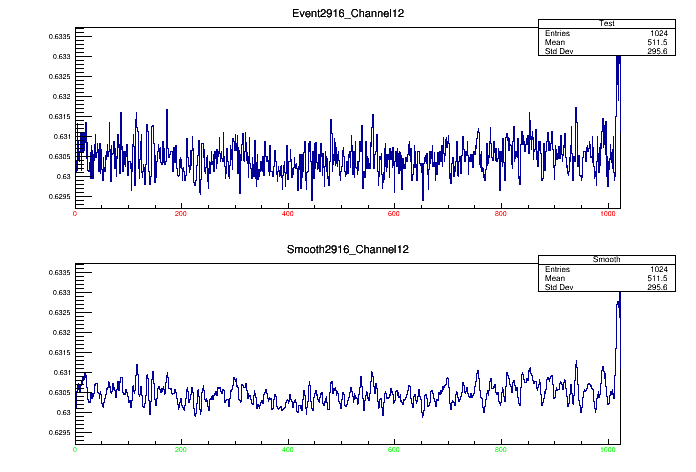 Event2916_Channel12
Test
Entries 1024
Mean 511.5
Std Dev 295.6
0.6335
0.633
0.6325
0.632
0.6315
0.631
0.6305
0.63
0.6295
0 200 400 600 800 1000
Smooth2916_Channel12
Smooth
Entries 1024
Mean 511.5
Std Dev 295.6
0.6335
0.633
0.6325
0.632
0.6315
0.631
0.6305
0.63
0.6295
0 200 400 600 800 1000